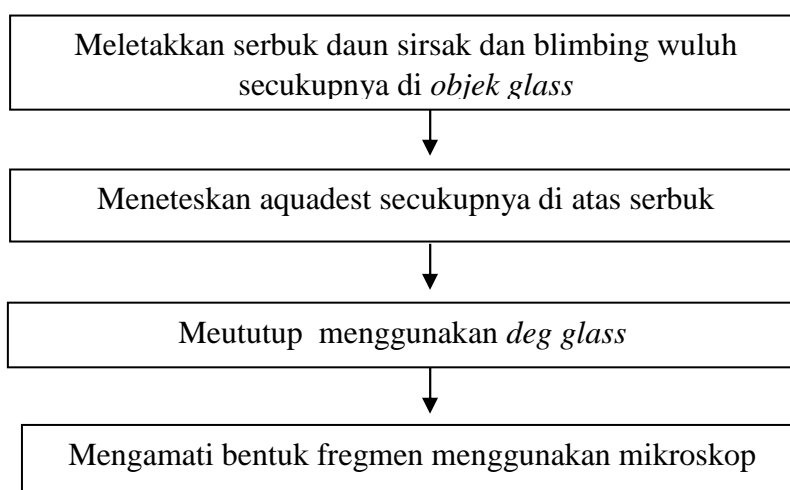 Meletakkan serbuk daun sirsak dan blimbing wuluh
secukupnya di objek glass
Meneteskan aquadest secukupnya di atas serbuk
Meututup menggunakan deg glass
Mengamati bentuk fregmen menggunakan mikroskop